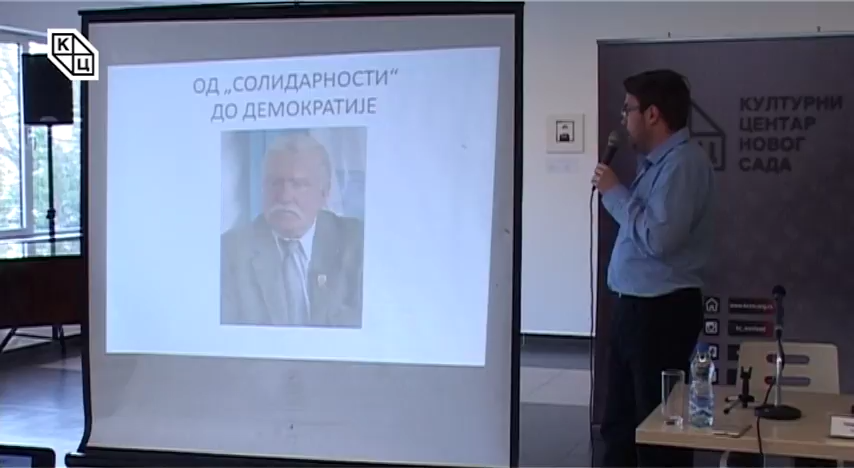 КЦ
ОД „СОЛИДАРНОСТИ“
ДО ДЕМОКРАТИЈЕ
КУЛТУРНИ
ЦЕНТАР
НОВОГ
САДА